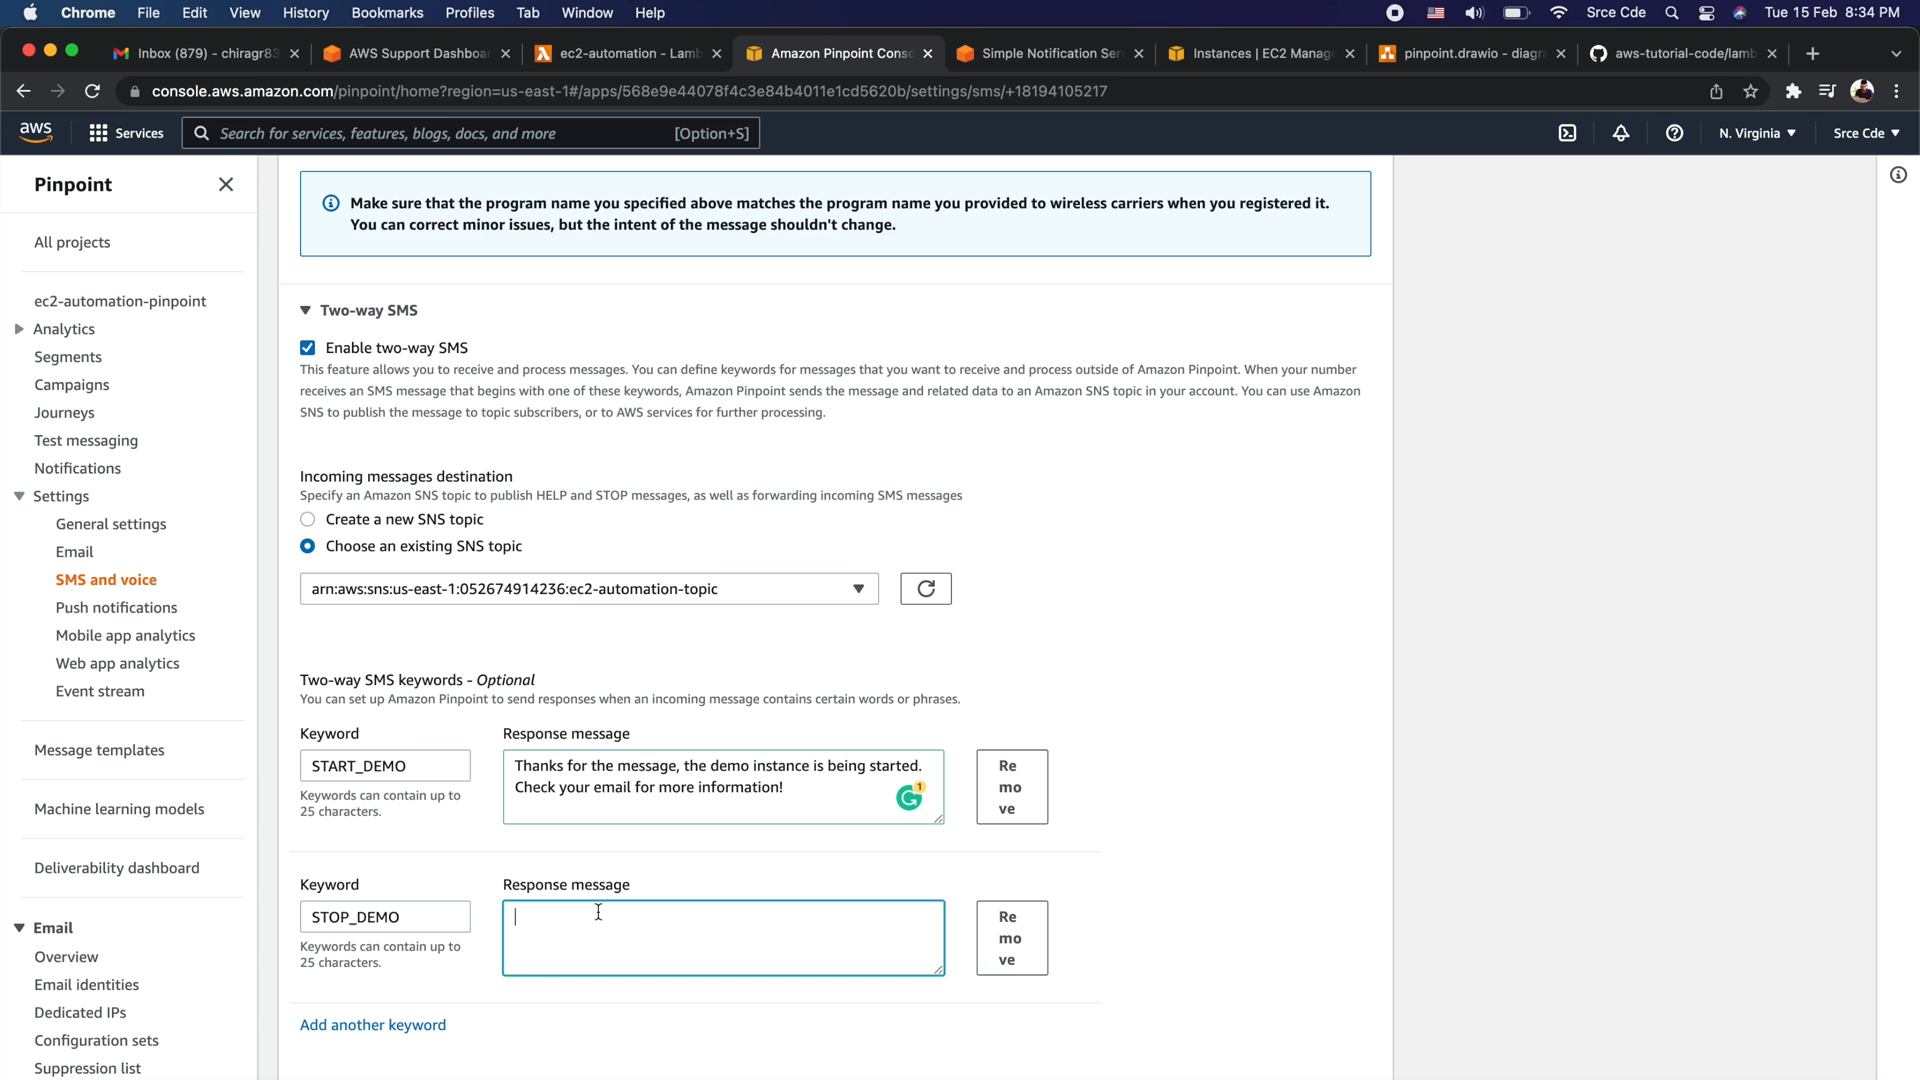 Chrome File Edit View History Bookmarks Profiles Tab Window Help Srce Cde Tue 15 Feb 8:34 PM
Inbox (879) - chiragr83 AWS Support Dashboa ec2-automation - Lamb Amazon Pinpoint Conso Simple Notification Ser Instances | EC2 Manage pinpoint.drawio - diagra aws-tutorial-code/lamb
console.aws.amazon.com/pinpoint/home?region=us-east-1#/apps/568e9e44078f4c3e84b4011e1cd5620b/settings/sms/+18194105217
aws Services Search for services, features, blogs, docs, and more [Option+S] N. Virginia Srce Cde
Pinpoint
All projects
ec2-automation-pinpoint
Analytics
Segments
Campaigns
Journeys
Test messaging
Notifications
Settings
General settings
Email
SMS and voice
Push notifications
Mobile app analytics
Web app analytics
Event stream
Message templates
Machine learning models
Deliverability dashboard
Email
Overview
Email identities
Dedicated IPs
Configuration sets
Suppression list
Make sure that the program name you specified above matches the program name you provided to wireless carriers when you registered it.
You can correct minor issues, but the intent of the message shouldn't change.
Two-way SMS
Enable two-way SMS
This feature allows you to receive and process messages. You can define keywords for messages that you want to receive and process outside of Amazon Pinpoint. When your number
receives an SMS message that begins with one of these keywords, Amazon Pinpoint sends the message and related data to an Amazon SNS topic in your account. You can use Amazon
SNS to publish the message to topic subscribers, or to AWS services for further processing.
Incoming messages destination
Specify an Amazon SNS topic to publish HELP and STOP messages, as well as forwarding incoming SMS messages
Create a new SNS topic
Choose an existing SNS topic
arn:aws:sns:us-east-1:052674914236:ec2-automation-topic
Two-way SMS keywords - Optional
You can set up Amazon Pinpoint to send responses when an incoming message contains certain words or phrases.
Keyword Response message
START_DEMO
Keywords can contain up to
25 characters.
Thanks for the message, the demo instance is being started.
Check your email for more information!
1
Re
mo
ve
Keyword Response message
STOP_DEMO
Keywords can contain up to
25 characters.
Re
mo
ve
Add another keyword